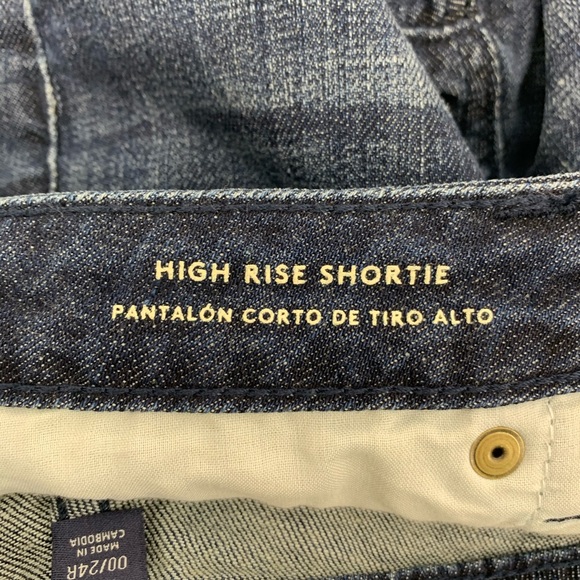 HIGH RISE SHORTIE
PANTALÓN CORTO DE TIRO ALTO
00/24R
MADE IN
CAMBODIA